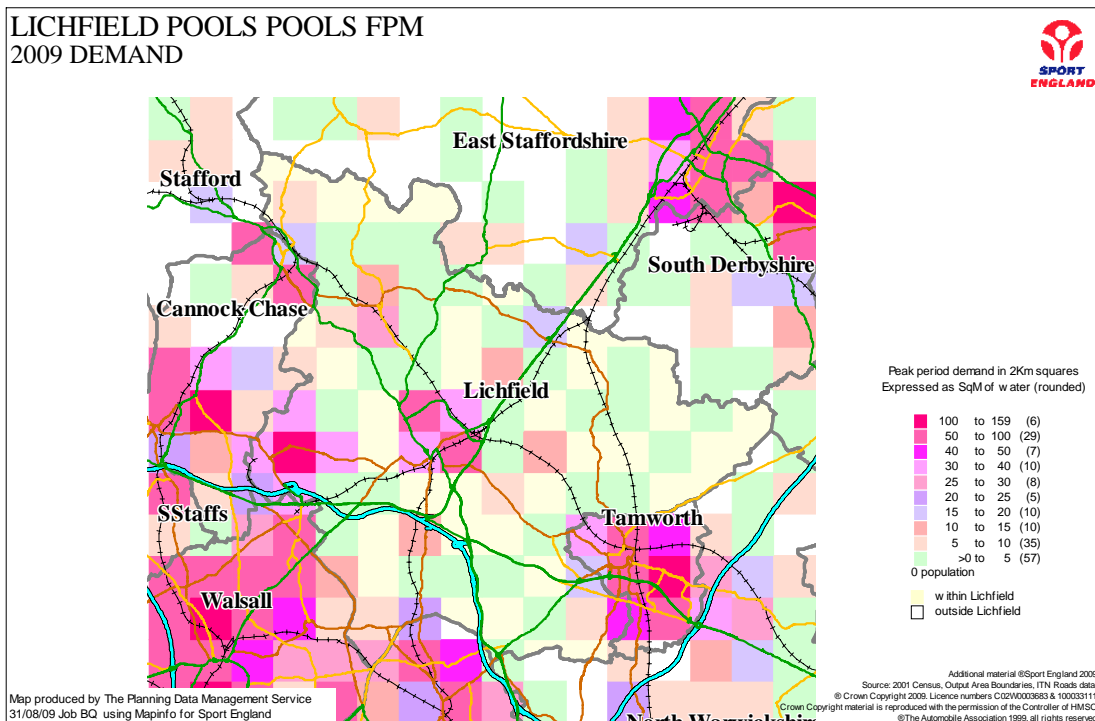 LICHFIELD POOLS POOLS FPM
2009 DEMAND
SPORT
ENGLAND
East Staffordshire
Stafford
South Derbyshire
Cannock Chase
Lichfield
SStaffs
Tamworth
Walsall
North Warwickshire
Peak period demand in 2Km squares
Expressed as SqM of water (rounded)
100 to 159 (6)
50 to 100 (29)
40 to 50 (7)
30 to 40 (10)
25 to 30 (8)
20 to 25 (5)
15 to 20 (10)
10 to 15 (10)
5 to 10 (35)
>0 to 5 (57)
0 population
within Lichfield
outside Lichfield
Map produced by The Planning Data Management Service
31/08/09 Job BQ using Mapinfo for Sport England
Additional material ®Sport England 2009
Source: 2001 Census, Output Area Boundaries, ITN Roads data
® Crown Copyright 2009. Licence numbers C02W0003683 & 100033111
Crown Copyright material is reproduced with the permission of the Controller of HMSO
®The Automobile Association 1999, all rights reserved